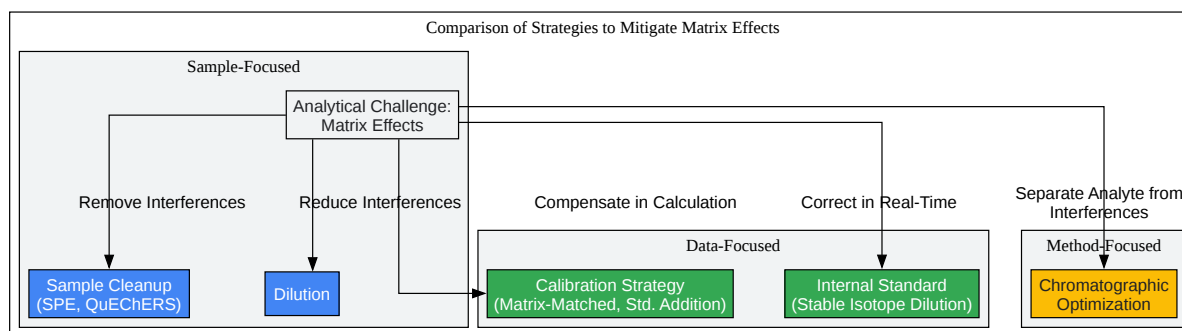 Comparison of Strategies to Mitigate Matrix Effects
Sample-Focused
Analytical Challenge:
Matrix Effects
Remove Interferences
Reduce Interferences
Compensate in Calculation
Correct in Real-Time
Separate Analyte from
Interferences
Data-Focused
Method-Focused
Sample Cleanup
(SPE, QuEChERS)
Dilution
Calibration Strategy
(Matrix-Matched, Std. Addition)
Internal Standard
(Stable Isotope Dilution)
Chromatographic
Optimization